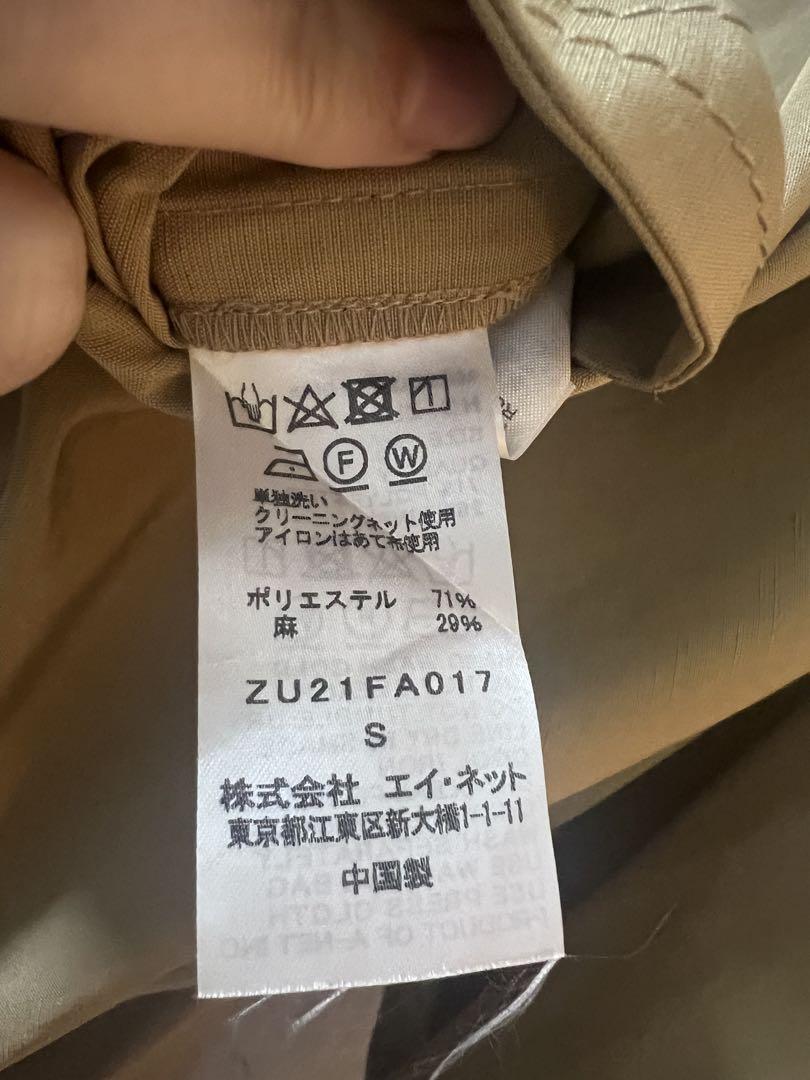 F W
単独洗い
クリーニングネット使用
アイロンはあて布使用
ポリエステル 71%
麻 29%
ZU21FA017
S
株式会社 エイ・ネット
東京都江東区新大橋1-1-11
中国製